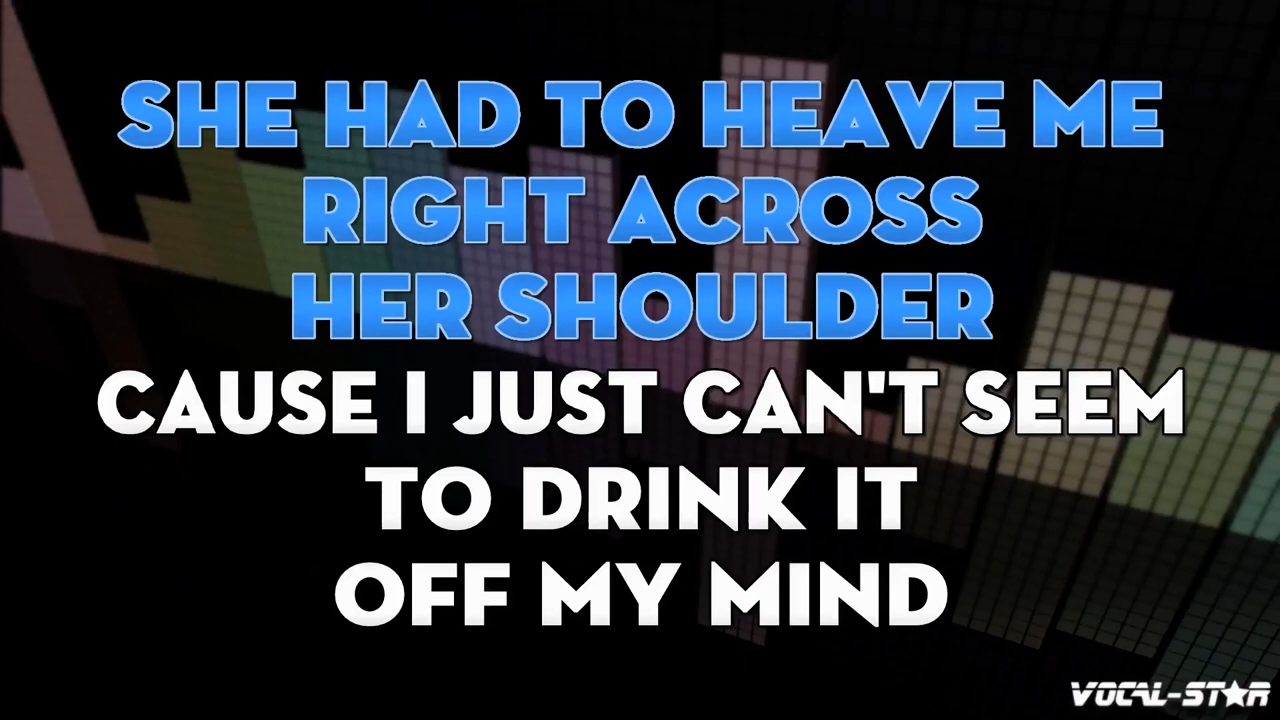 SHE HAD TO HEAVE ME
RIGHT ACROSS
HER SHOULDER
CAUSE I JUST CAN'T SEEM
TO DRINK IT
OFF MY MIND
VOCAL-STAR